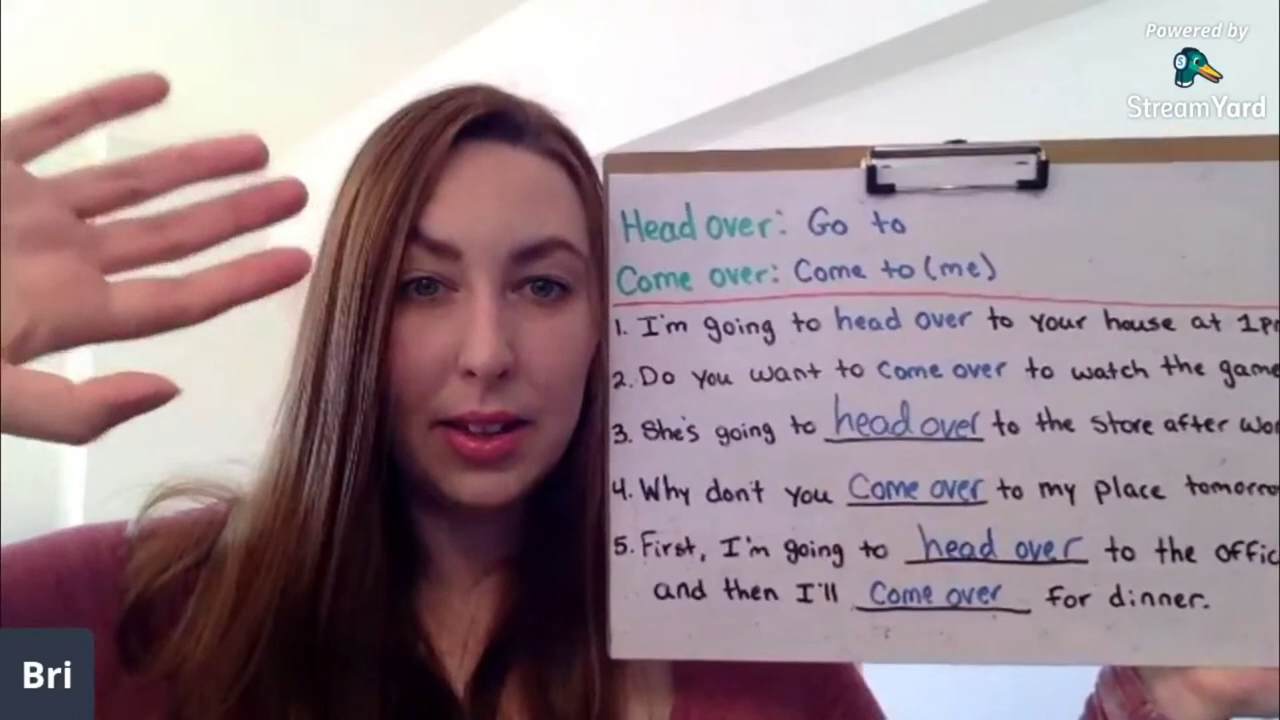 Powered by
StreamYard
Head over: Go to
Come over: Come to (me)
1. I'm going to head over to your house at
2. Do you want to come over to watch the game
3. She's going to head over to the store after
4. Why don't you Come over to my place
5. First, I'm going to head over to the
and then I'll Come over for dinner.
Bri